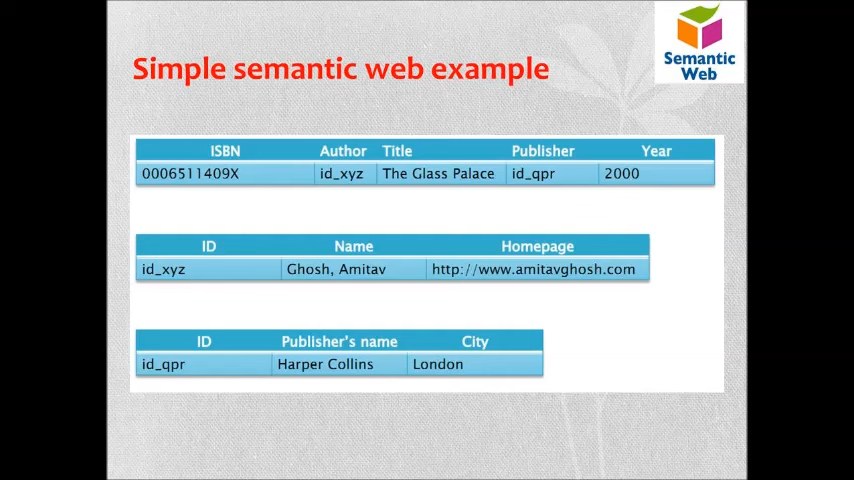 Simple semantic web example
Semantic
Web
ISBN Author Title Publisher Year
0006511409X id_xyz The Glass Palace id_qpr 2000
ID Name Homepage
id_xyz Ghosh, Amitav http://www.amitavghosh.com
ID Publisher's name City
id_qpr Harper Collins London